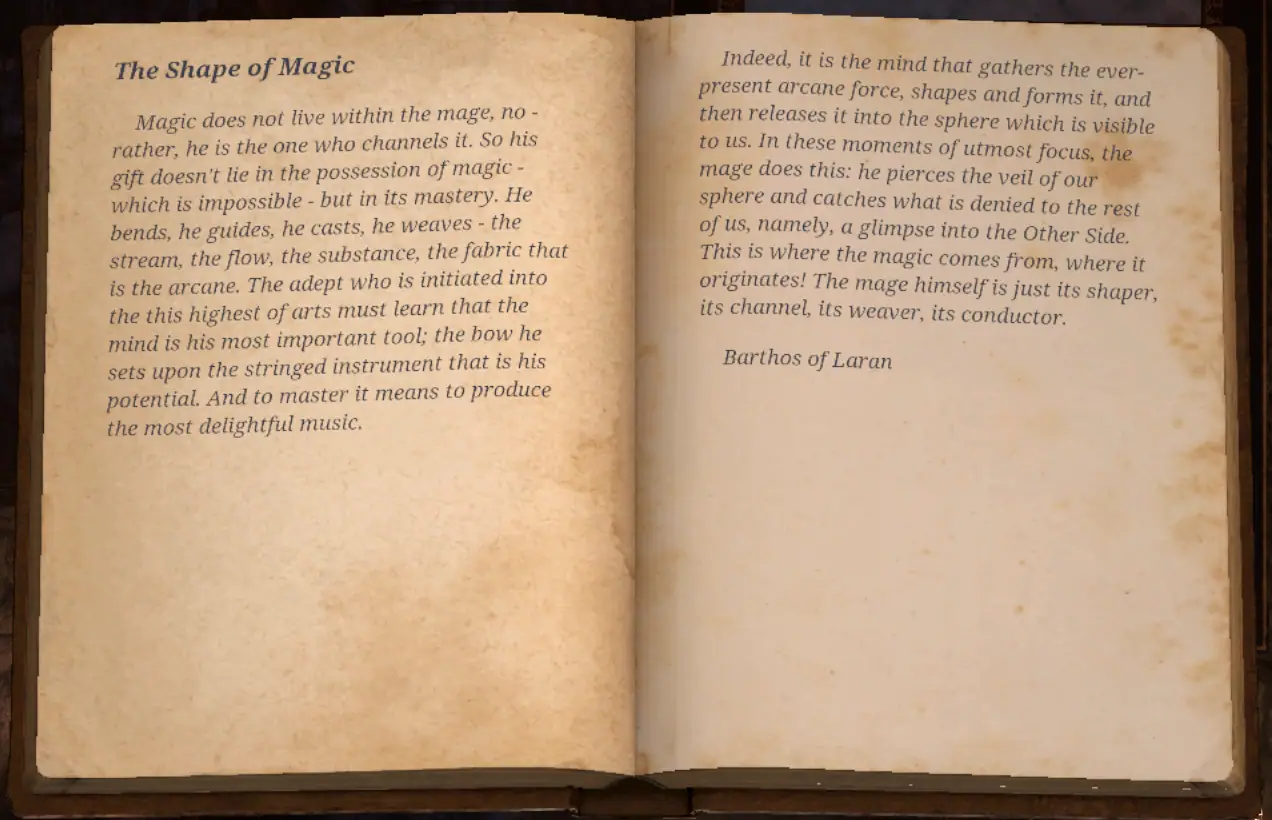 The Shape of Magic
Magic does not live within the mage, no -
rather, he is the one who channels it. So his
gift doesn't lie in the possession of magic -
which is impossible - but in its mastery. He
bends, he guides, he casts, he weaves - the
stream, the flow, the substance, the fabric that
is the arcane. The adept who is initiated into
the this highest of arts must learn that the
mind is his most important tool; the bow he
sets upon the stringed instrument that is his
potential. And to master it means to produce
the most delightful music.
Indeed, it is the mind that gathers the ever-
present arcane force, shapes and forms it, and
then releases it into the sphere which is visible
to us. In these moments of utmost focus, the
mage does this: he pierces the veil of our
sphere and catches what is denied to the rest
of us, namely, a glimpse into the Other Side.
This is where the magic comes from, where it
originates! The mage himself is just its shaper,
its channel, its weaver, its conductor.
Barthos of Laran